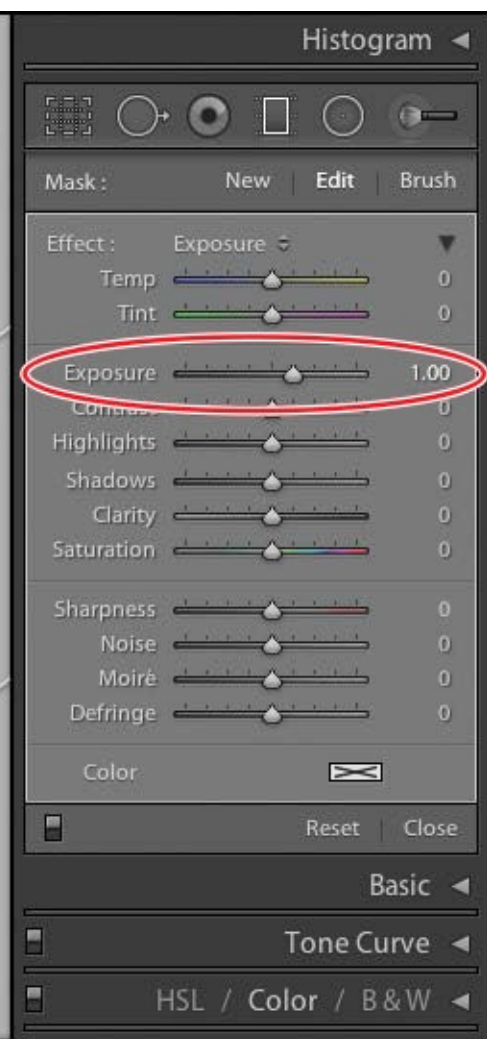 Histogram
Mask : New | Edit | Brush
Effect : Exposure
Temp 0
Tint 0
Exposure 1.00
Contrast 0
Highlights 0
Shadows 0
Clarity 0
Saturation 0
Sharpness 0
Noise 0
Moiré 0
Defringe 0
Color
Reset | Close
Basic
Tone Curve
HSL / Color / B & W